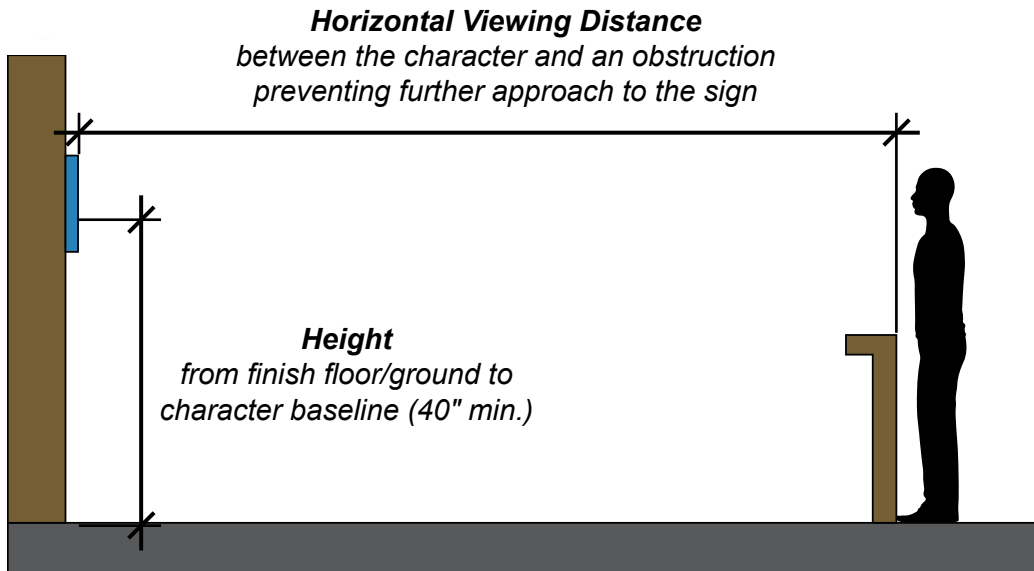 Horizontal Viewing Distance
between the character and an obstruction
preventing further approach to the sign
Height
from finish floor/ground to
character baseline (40" min.)